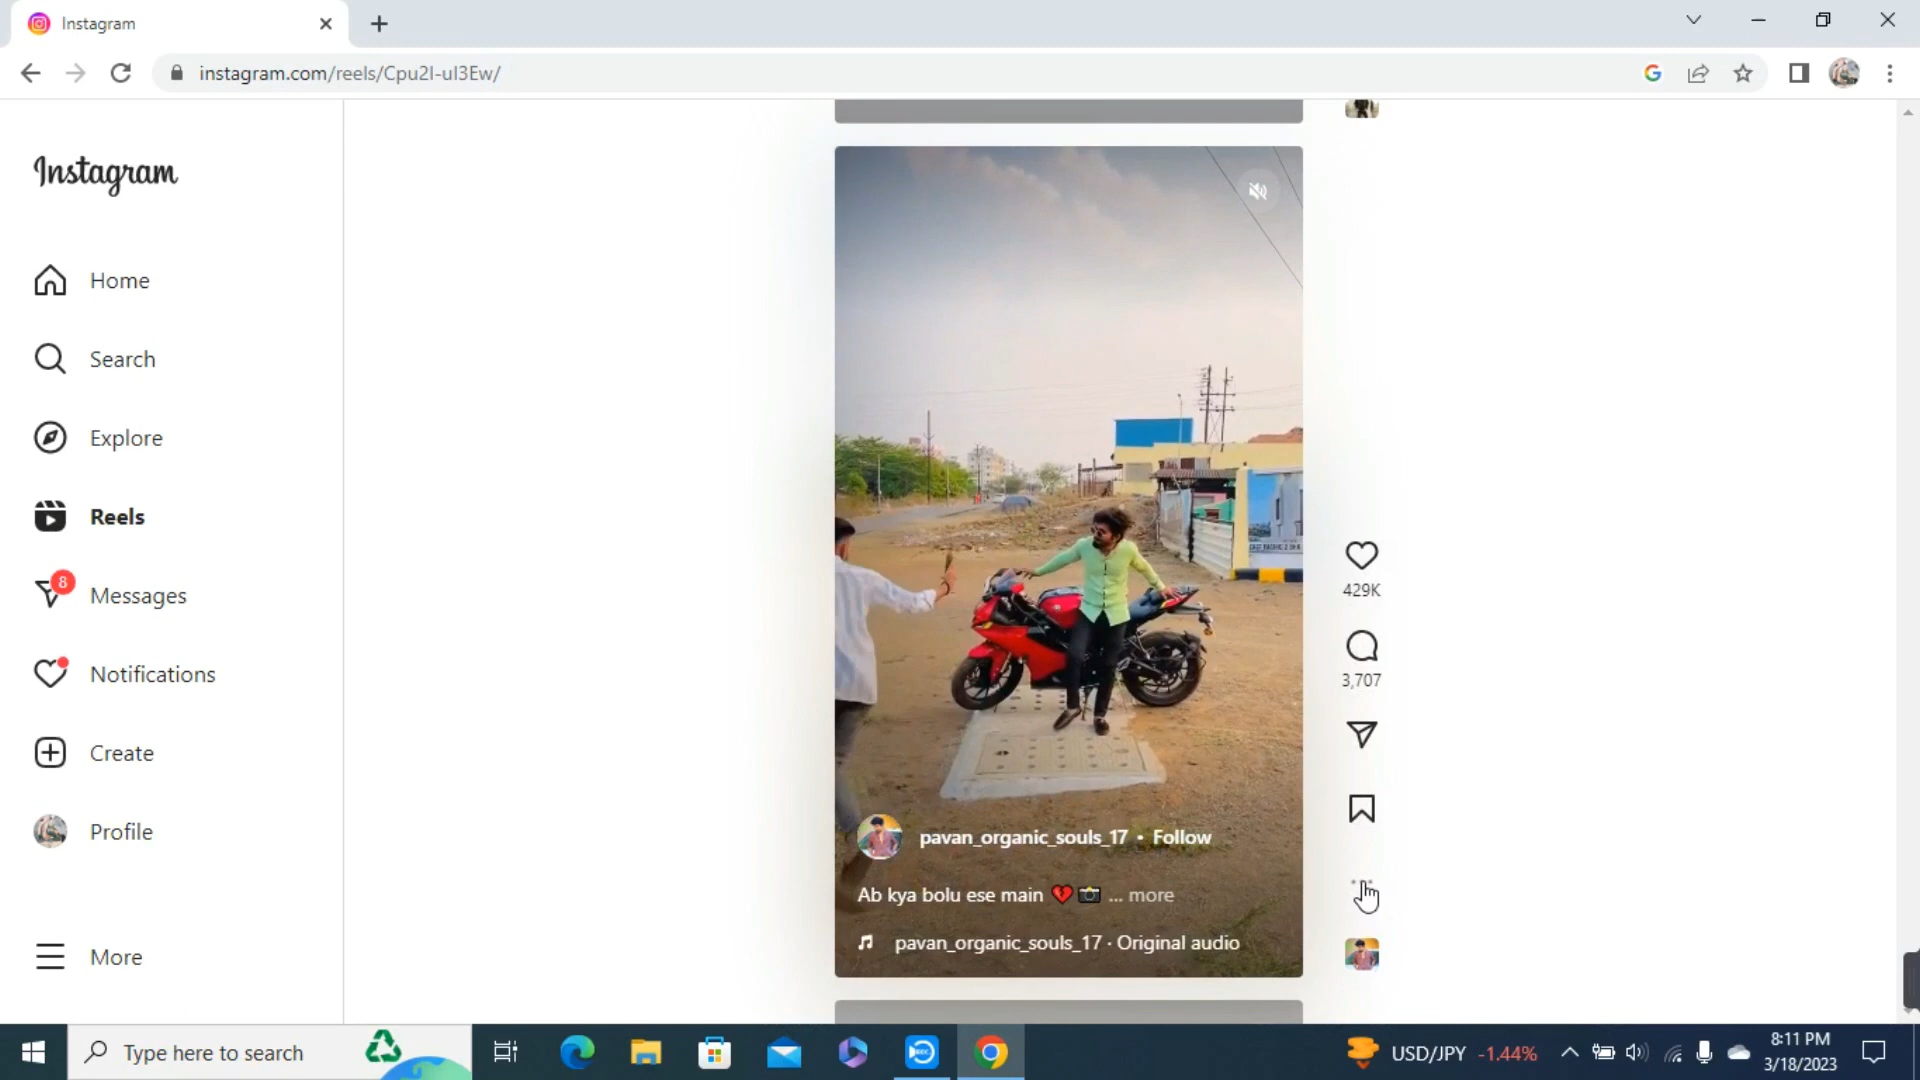 Instagram
instagram.com/reels/Cpu2I-uI3Ew/
Instagram
Home
Search
Explore
Reels
8
Messages
Notifications
Create
Profile
More
429K
3,707
pavan_organic_souls_17 • Follow
Ab kya bolu ese main 💔📷 ... more
pavan_organic_souls_17 · Original audio
Type here to search
USD/JPY -1.44%
8:11 PM
3/18/2023